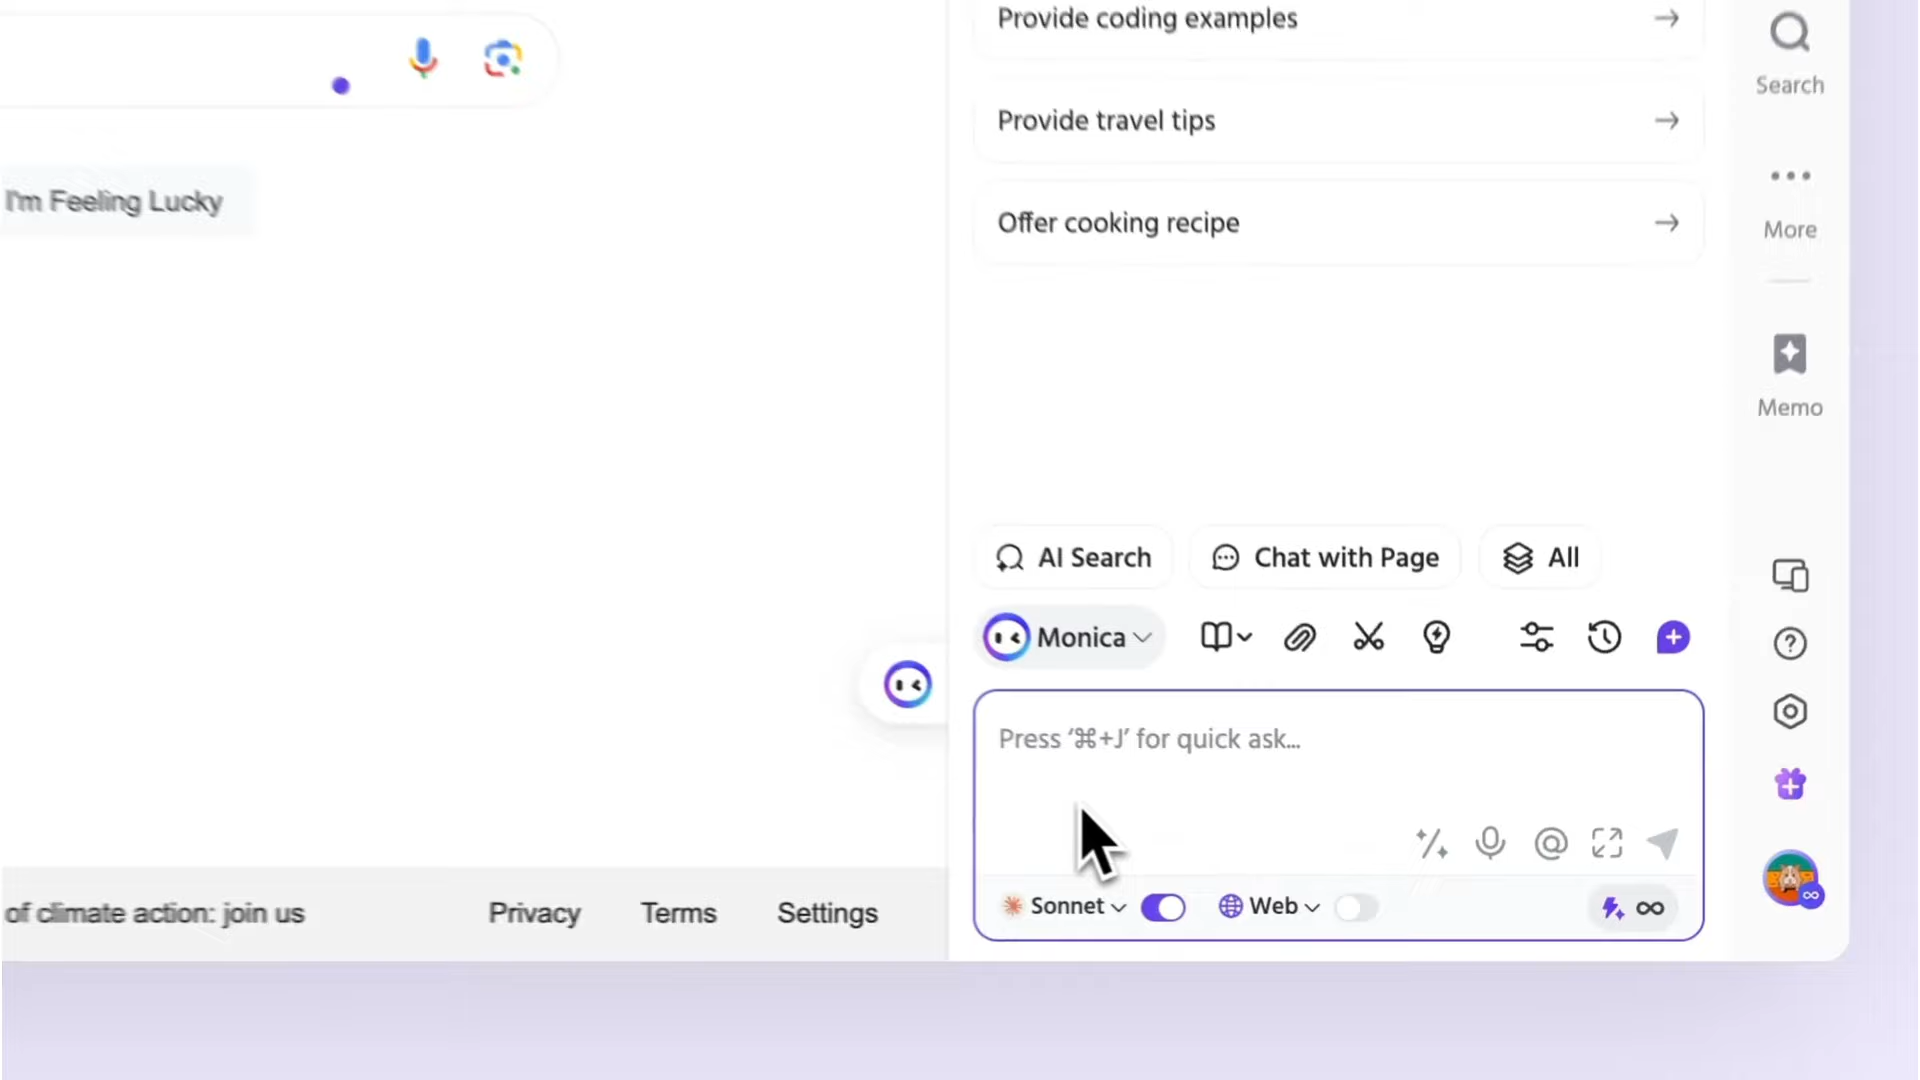 I'm Feeling Lucky
of climate action: join us
Privacy
Terms
Settings
Provide coding examples
Provide travel tips
Offer cooking recipe
AI Search
Chat with Page
All
Monica
Press ‘⌘+J’ for quick ask...
Sonnet
Web
Search
More
Memo